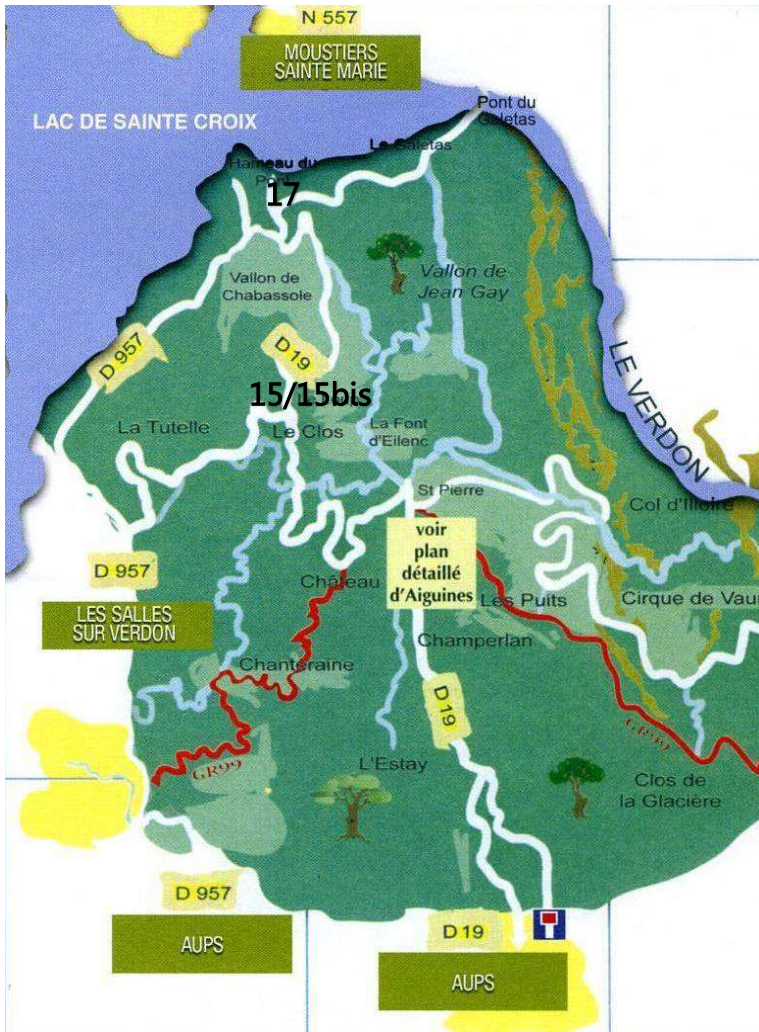 N 557
MOUSTIERS
SAINTE MARIE
LAC DE SAINTE CROIX
Pont du
Galetas
Le Galetas
Hameau du
Pont
17
Vallon de
Chabassole
Vallon de
Jean Gay
D 957
D 19
LE VERDON
15/15bis
La Tutelle
Le Clos
La Font
d'Eilenc
St Pierre
Col d'Illoire
voir
plan
détaillé
d'Aiguines
D 957
Château
Les Puits
Cirque de Vau
LES SALLES
SUR VERDON
Champerlan
Chanteraine
D 19
GR99
GR99
L'Estay
Clos de
la Glacière
D 957
D 19
AUPS
AUPS